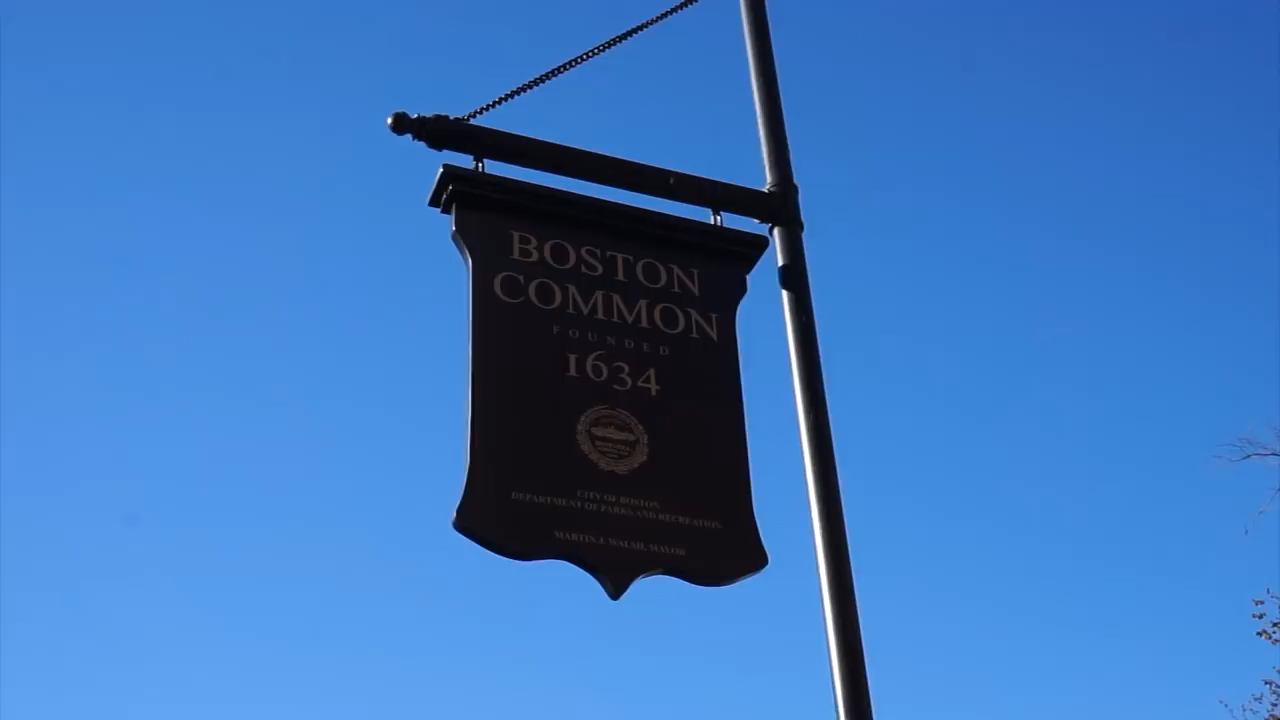 BOSTON
COMMON
FOUNDED
1634
CITY OF BOSTON
DEPARTMENT OF PARKS AND RECREATION
MARTIN J. WALSH, MAYOR